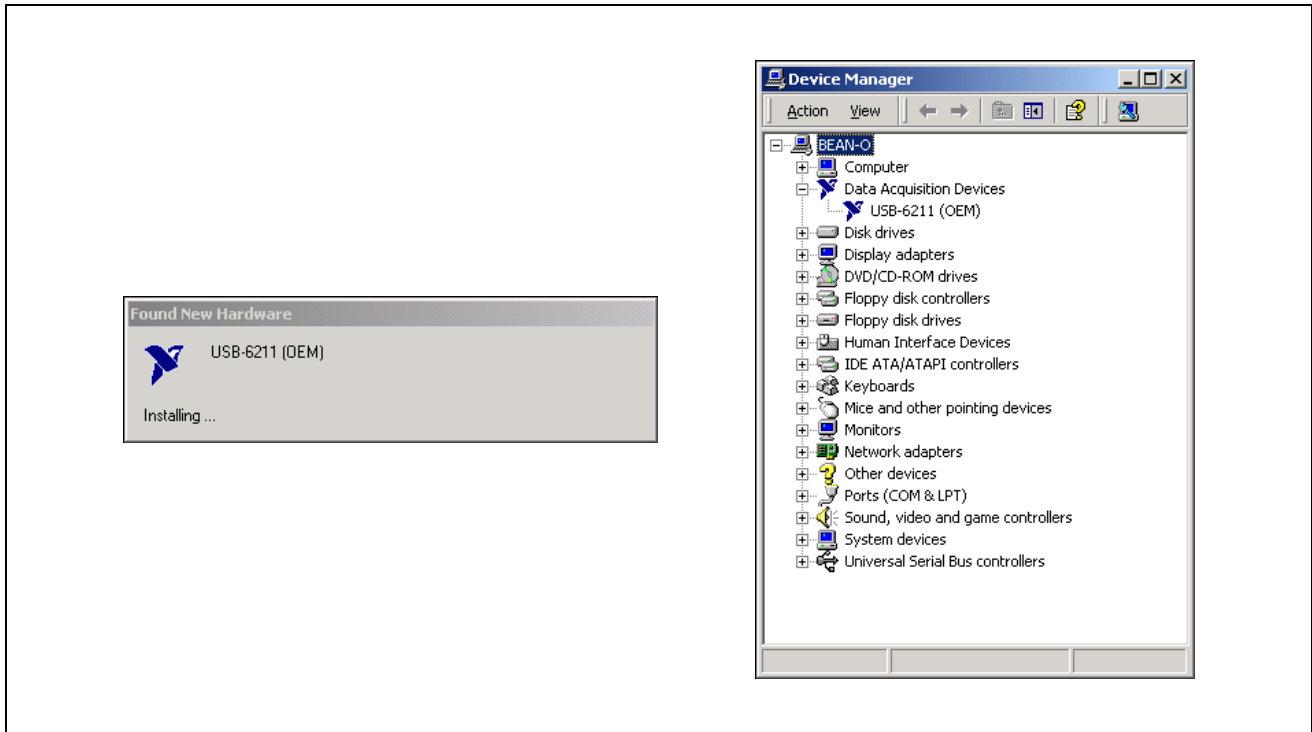 Found New Hardware
USB-6211 (OEM)
Installing ...
Device Manager
Action View
BEAN-O
Computer
Data Acquisition Devices
USB-6211 (OEM)
Disk drives
Display adapters
DVD/CD-ROM drives
Floppy disk controllers
Floppy disk drives
Human Interface Devices
IDE ATA/ATAPI controllers
Keyboards
Mice and other pointing devices
Monitors
Network adapters
Other devices
Ports (COM & LPT)
Sound, video and game controllers
System devices
Universal Serial Bus controllers